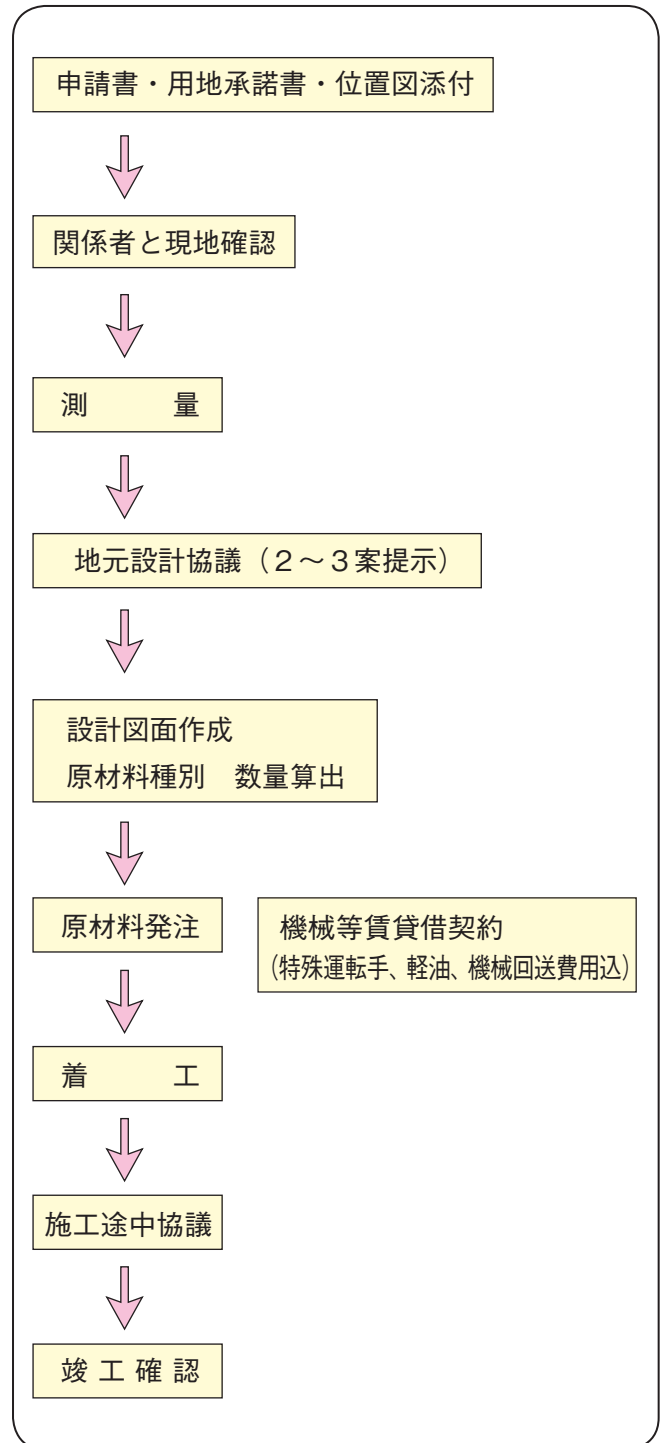 申請書・用地承諾書・位置図添付
関係者と現地確認
測　　　量
地元設計協議（２～３案提示）
設計図面作成
原材料種別　数量算出
原材料発注
機械等賃貸借契約
（特殊運転手、軽油、機械回送費用込）
着　　　工
施工途中協議
竣 工 確 認